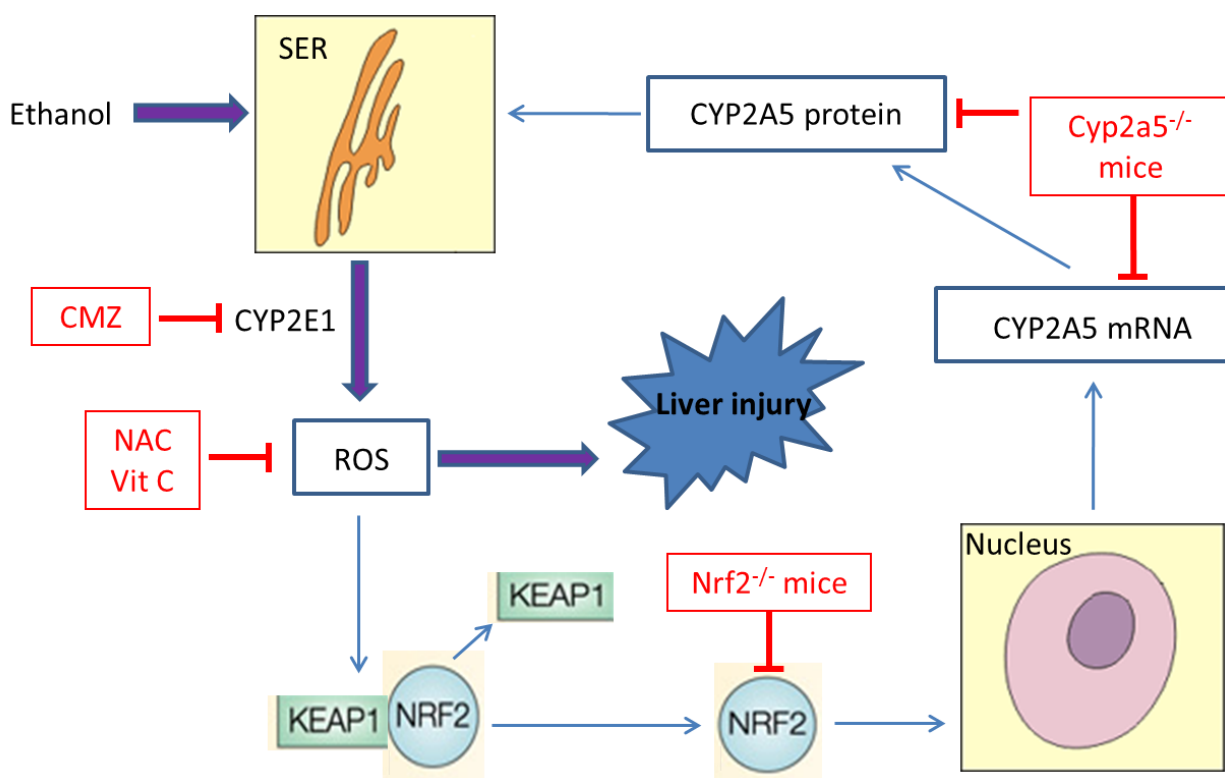 SER
Ethanol
CYP2A5 protein
Cyp2a5-/-
mice
CMZ
CYP2E1
CYP2A5 mRNA
Liver injury
NAC
Vit C
ROS
Nucleus
KEAP1
Nrf2-/- mice
KEAP1
NRF2
NRF2